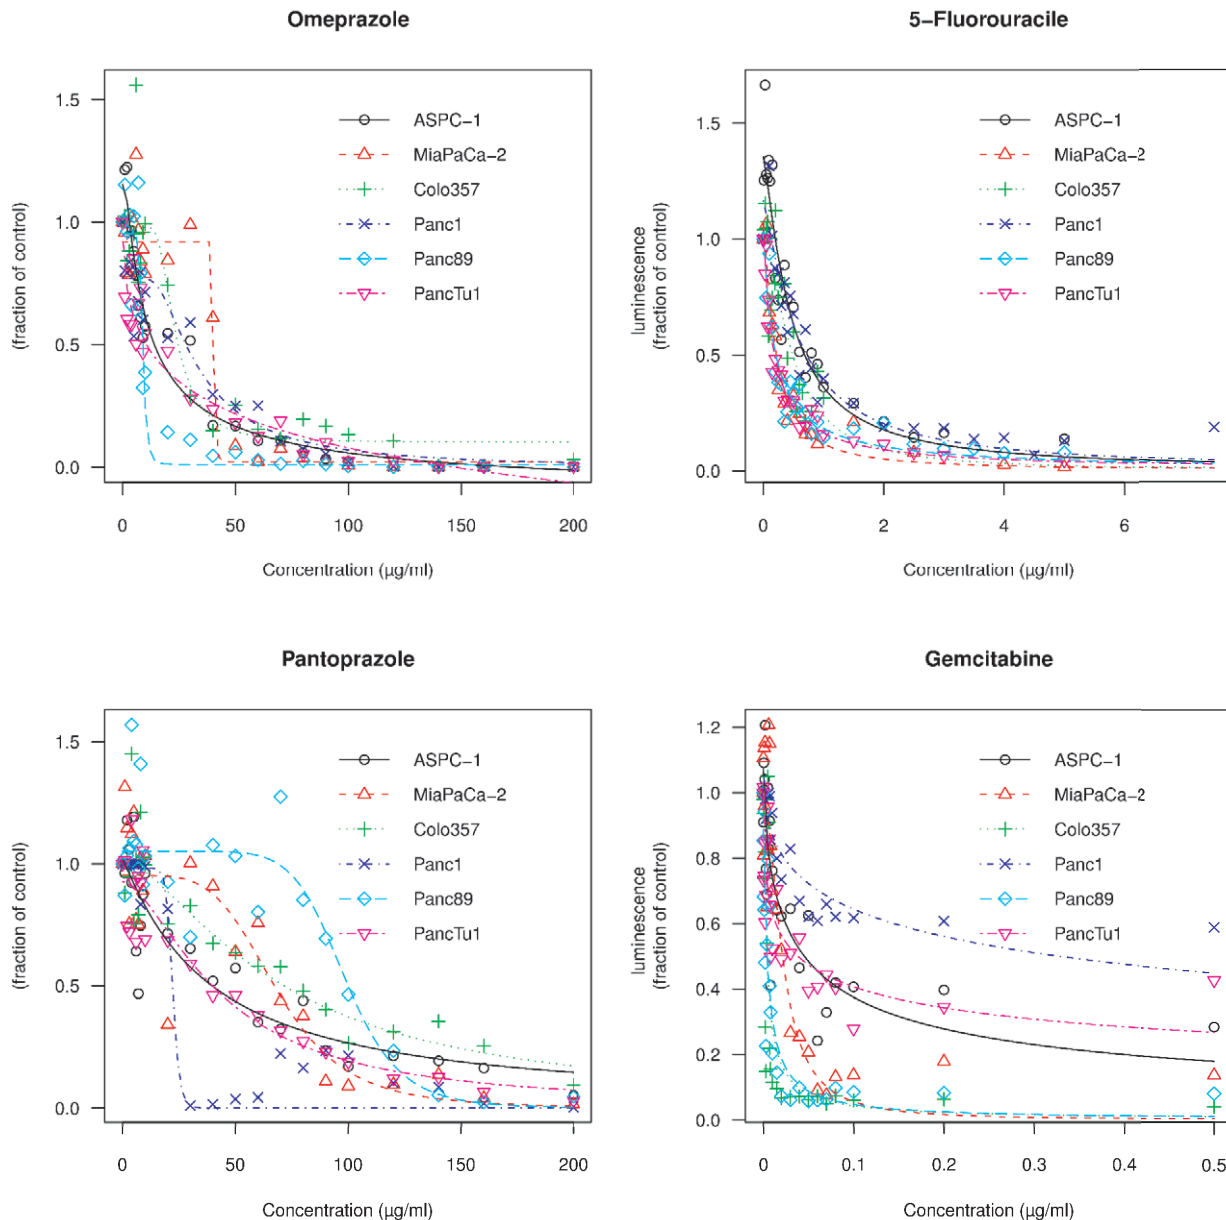 Omeprazole
(fraction of control)
1.5
1.0
0.5
0.0
ASPC-1
MiaPaCa-2
Colo357
Panc1
Panc89
PancTu1
0 50 100 150 200
Concentration (µg/ml)
5-Fluorouracile
luminescence
(fraction of control)
1.5
1.0
0.5
0.0
ASPC-1
MiaPaCa-2
Colo357
Panc1
Panc89
PancTu1
0 2 4 6
Concentration (µg/ml)
Pantoprazole
(fraction of control)
1.5
1.0
0.5
0.0
ASPC-1
MiaPaCa-2
Colo357
Panc1
Panc89
PancTu1
0 50 100 150 200
Concentration (µg/ml)
Gemcitabine
luminescence
(fraction of control)
1.2
1.0
0.8
0.6
0.4
0.2
0.0
ASPC-1
MiaPaCa-2
Colo357
Panc1
Panc89
PancTu1
0 0.1 0.2 0.3 0.4 0.5
Concentration (µg/ml)